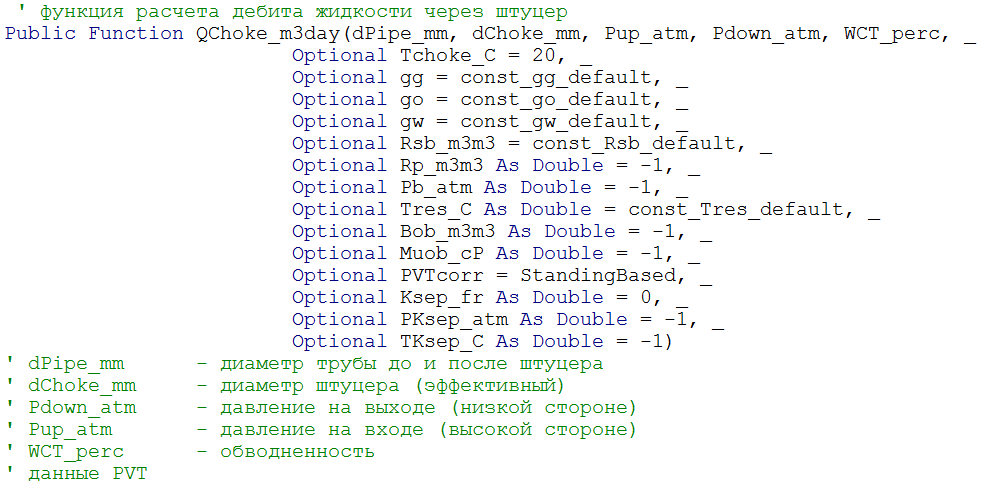 ' функция расчета дебита жидкости через штуцер
Public Function QChoke_m3day(dPipe_mm, dChoke_mm, Pup_atm, Pdown_atm, WCT_perc, _
Optional Tchoke_C = 20, _
Optional gg = const_gg_default, _
Optional go = const_go_default, _
Optional gw = const_gw_default, _
Optional Rsb_m3m3 = const_Rsb_default, _
Optional Rp_m3m3 As Double = -1, _
Optional Pb_atm As Double = -1, _
Optional Tres_C As Double = const_Tres_default, _
Optional Bob_m3m3 As Double = -1, _
Optional Muob_cP As Double = -1, _
Optional PVTcorr = StandingBased, _
Optional Ksep_fr As Double = 0, _
Optional PKsep_atm As Double = -1, _
Optional TKsep_C As Double = -1)
' dPipe_mm - диаметр трубы до и после штуцера
' dChoke_mm - диаметр штуцера (эффективный)
' Pdown_atm - давление на выходе (низкой стороне)
' Pup_atm - давление на входе (высокой стороне)
' WCT_perc - обводненность
' данные PVT